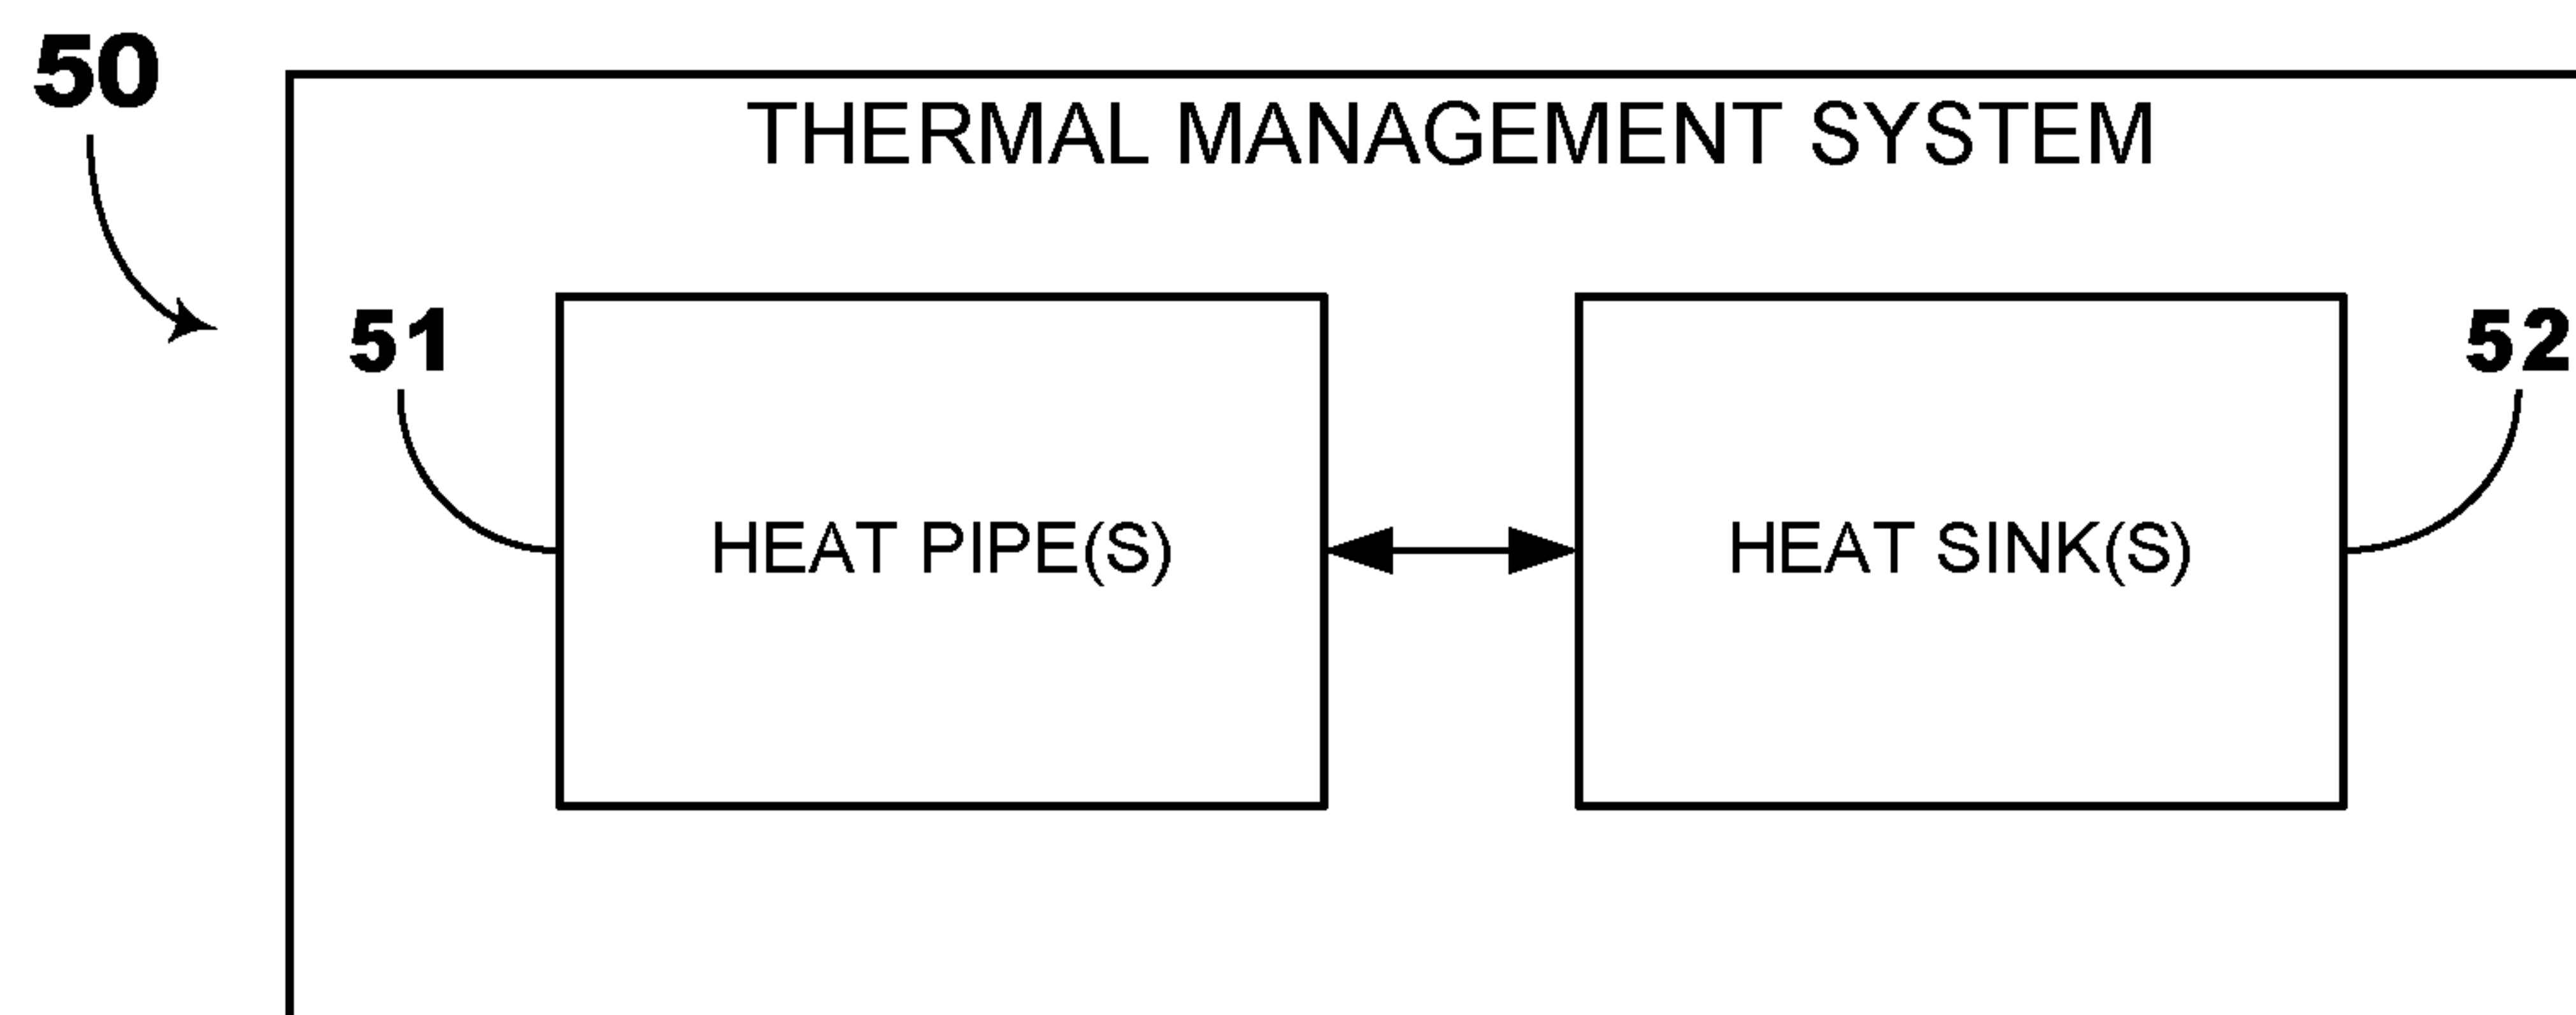 50
THERMAL MANAGEMENT SYSTEM
51
52
HEAT PIPE(S)
HEAT SINK(S)